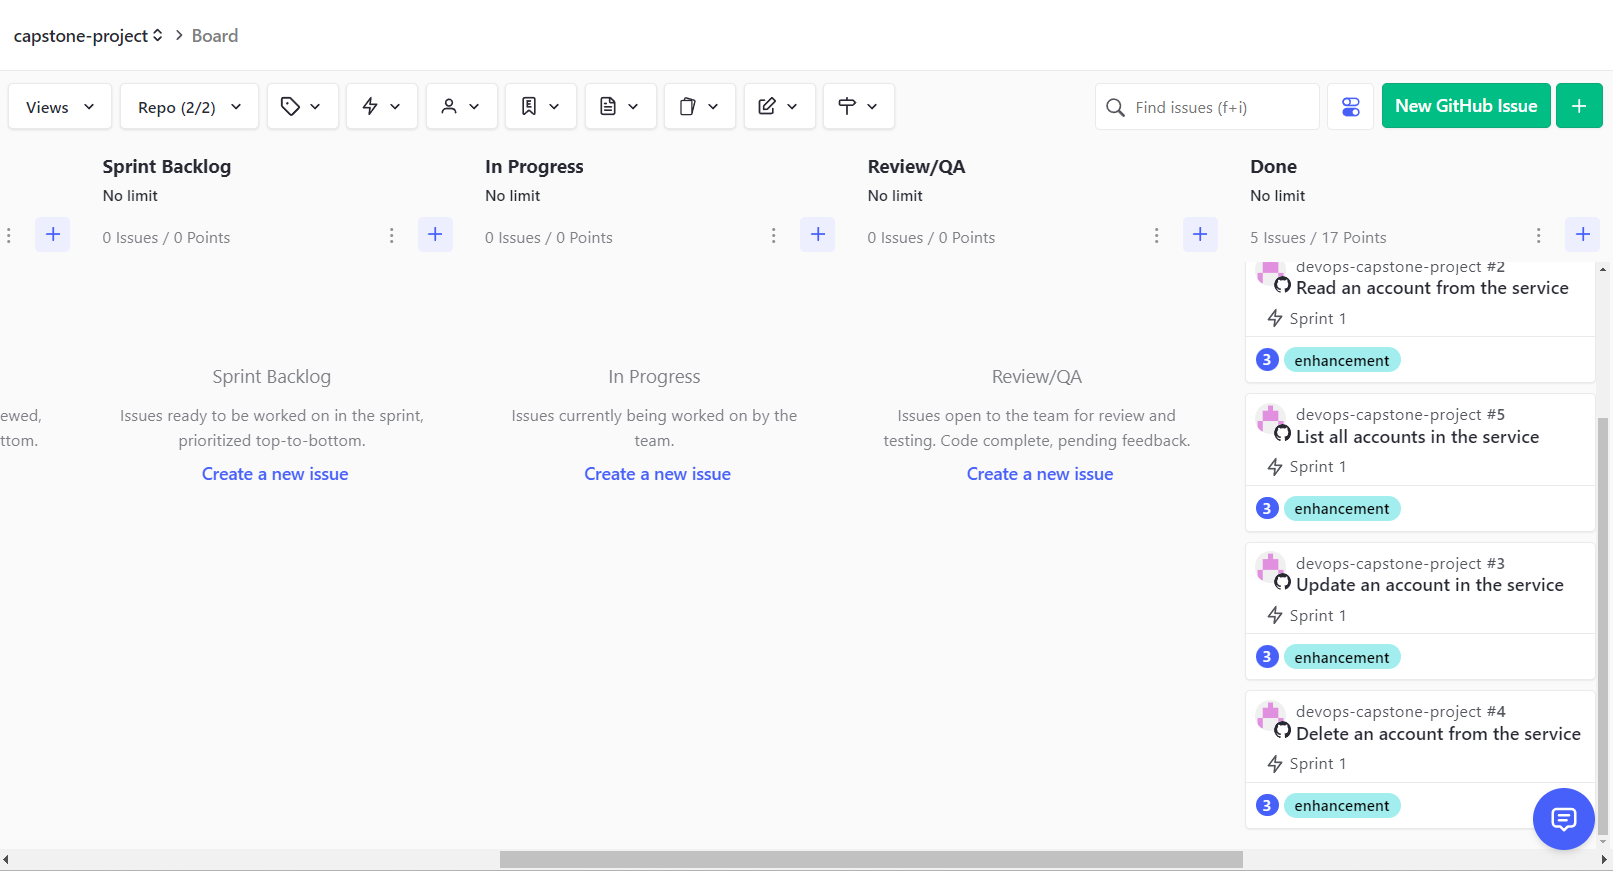 capstone-project > Board
Views
Repo (2/2)
Find issues (f+i)
New GitHub Issue
+
Sprint Backlog
No limit
0 Issues / 0 Points
In Progress
No limit
0 Issues / 0 Points
Review/QA
No limit
0 Issues / 0 Points
Done
No limit
5 Issues / 17 Points
ewed,
ttom.
Sprint Backlog
Issues ready to be worked on in the sprint,
prioritized top-to-bottom.
Create a new issue
In Progress
Issues currently being worked on by the
team.
Create a new issue
Review/QA
Issues open to the team for review and
testing. Code complete, pending feedback.
Create a new issue
devops-capstone-project #2
Read an account from the service
Sprint 1
3 enhancement
devops-capstone-project #5
List all accounts in the service
Sprint 1
3 enhancement
devops-capstone-project #3
Update an account in the service
Sprint 1
3 enhancement
devops-capstone-project #4
Delete an account from the service
Sprint 1
3 enhancement